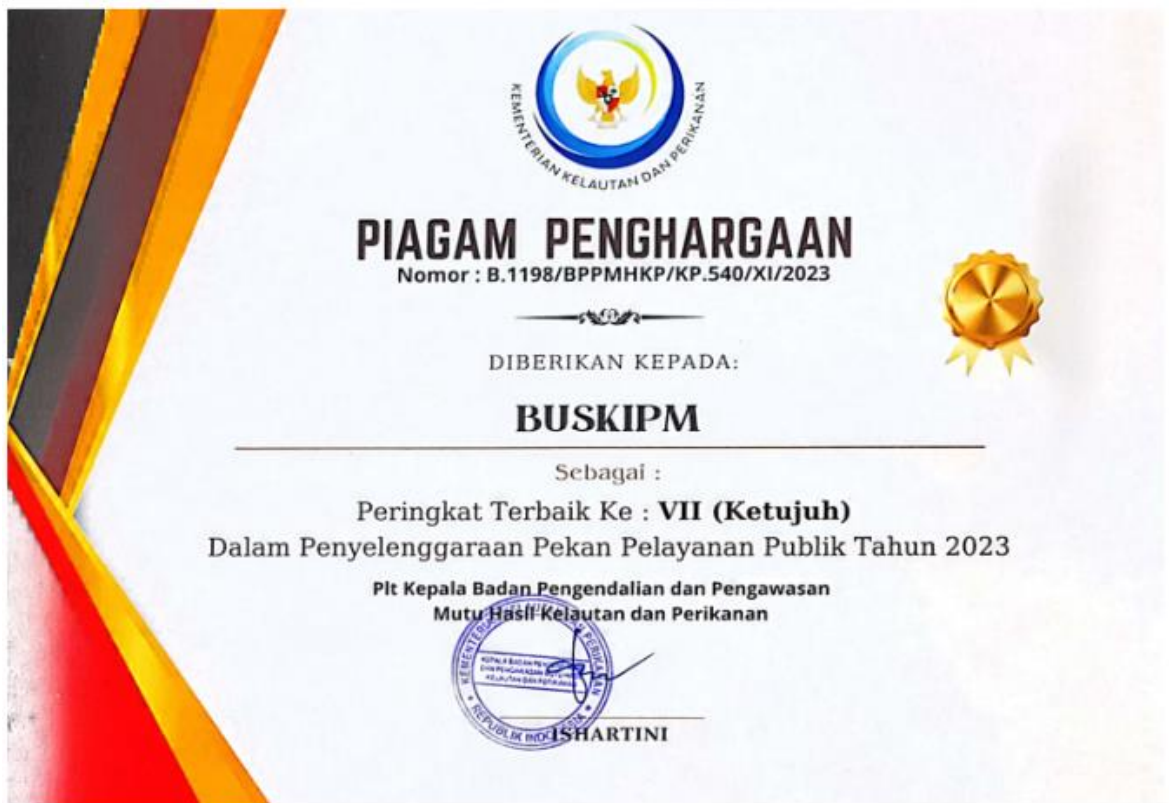 KEMENTERIAN KELAUTAN DAN PERIKANAN
PIAGAM PENGHARGAAN
Nomor : B.1198/BPPMHKP/KP.540/XI/2023
DIBERIKAN KEPADA:
BUSKIPM
Sebagai :
Peringkat Terbaik Ke : VII (Ketujuh)
Dalam Penyelenggaraan Pekan Pelayanan Publik Tahun 2023
Plt Kepala Badan Pengendalian dan Pengawasan
Mutu Hasil Kelautan dan Perikanan
REPUBLIK INDONESIA
ISHARTINI